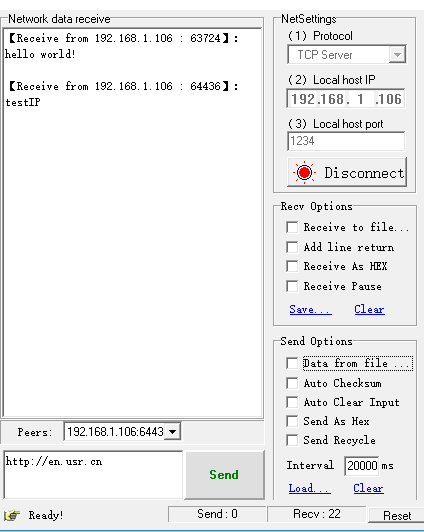 Network data receive
【Receive from 192.168.1.106 : 63724】:
hello world!
【Receive from 192.168.1.106 : 64436】:
testIP
Peers:
192.168.1.106:6443
http://en.usr.cn
Send
NetSettings
(1) Protocol
TCP Server
(2) Local host IP
192.168. 1 .106
(3) Local host port
1234
Disconnect
Recv Options
Receive to file...
Add line return
Receive As HEX
Receive Pause
Save... Clear
Send Options
Data from file ...
Auto Checksum
Auto Clear Input
Send As Hex
Send Recycle
Interval 20000 ms
Load... Clear
Ready!
Send : 0
Recv : 22
Reset